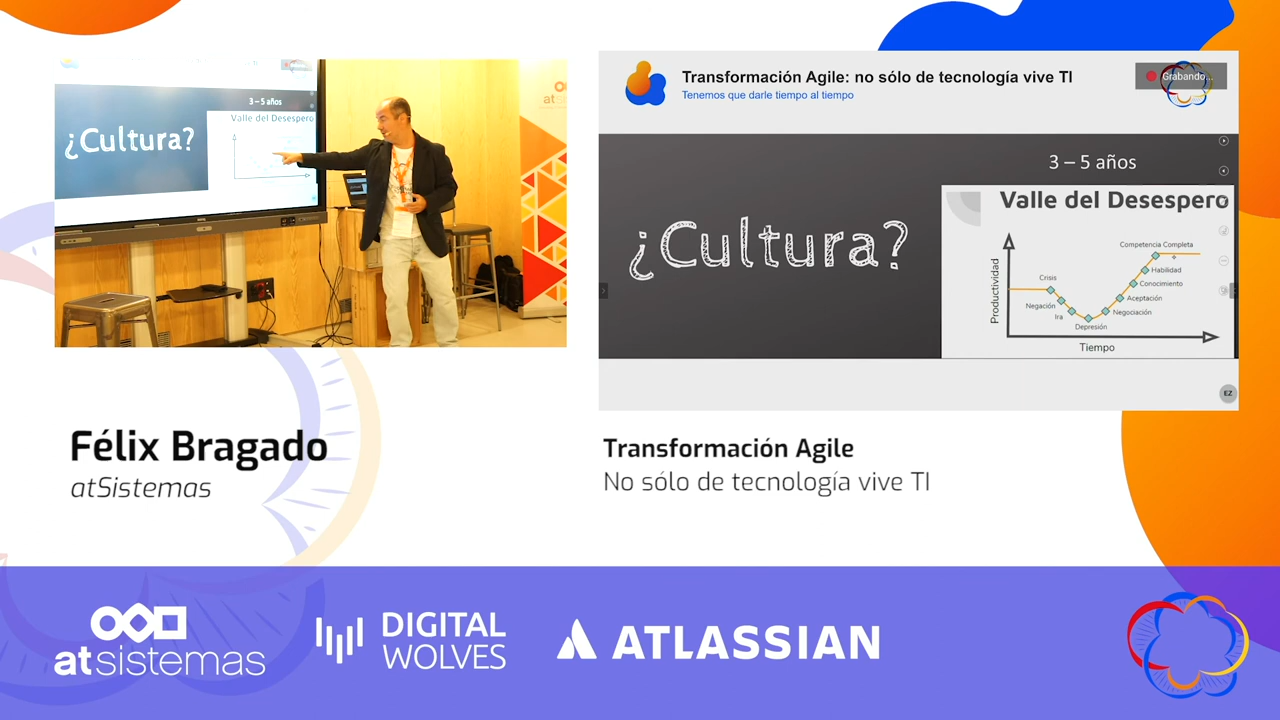 3 – 5 años
Valle del Desespero
¿Cultura?
Transformación Agile: no sólo de tecnología vive TI
Tenemos que darle tiempo al tiempo
Grabando...
3 – 5 años
¿Cultura?
Valle del Desespero
Productividad
Competencia Completa
Habilidad
Crisis
Conocimiento
Negación
Aceptación
Ira
Negociación
Depresión
Tiempo
EZ
Félix Bragado
atSistemas
Transformación Agile
No sólo de tecnología vive TI
atsistemas
DIGITAL
WOLVES
ATLASSIAN